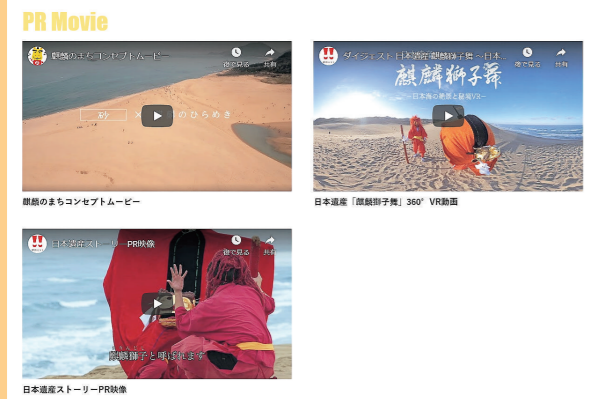 PR Movie
麒麟のまちコンセプトムービー
後で見る
共有
砂 × のひらめき
麒麟のまちコンセプトムービー
ダイジェスト 日本遺産 麒麟獅子舞 ～日本...
後で見る
共有
麒麟獅子舞
日本遺産「麒麟獅子舞」360°VR動画
日本遺産ストーリーPR映像
後で見る
共有
麒麟獅子と呼ばれます
日本遺産ストーリーPR映像